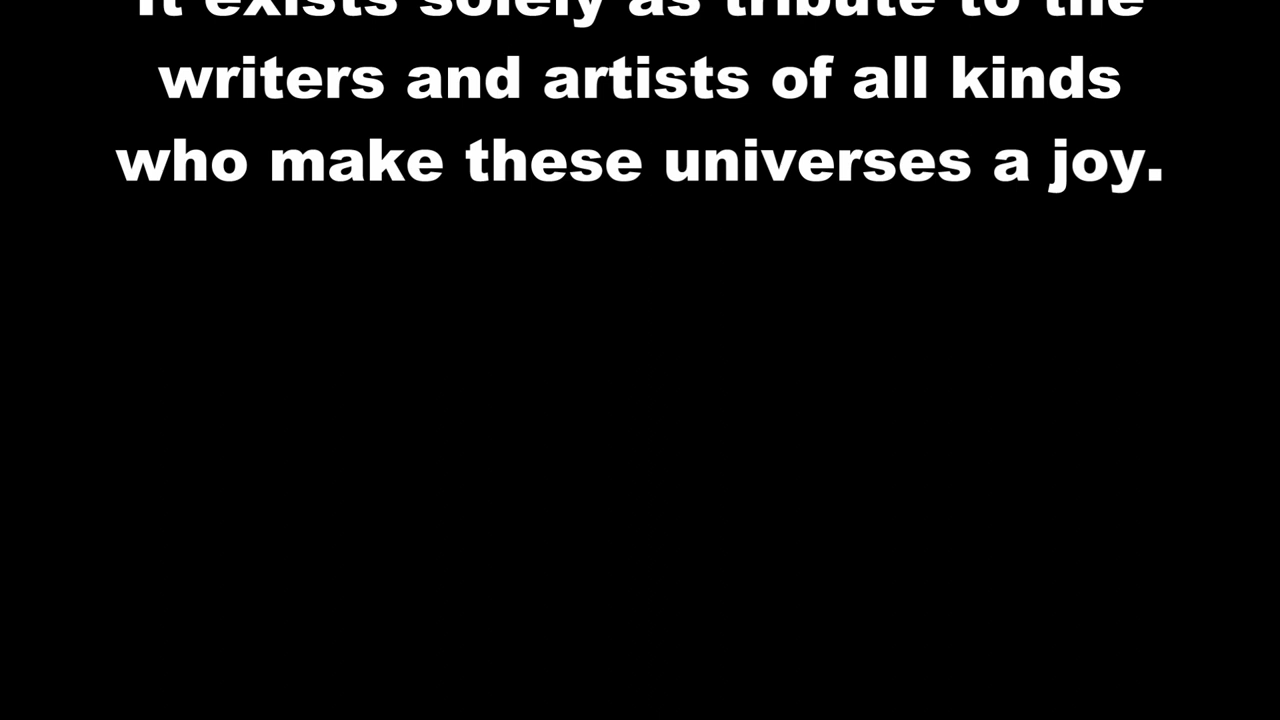 It exists solely as tribute to the
writers and artists of all kinds
who make these universes a joy.